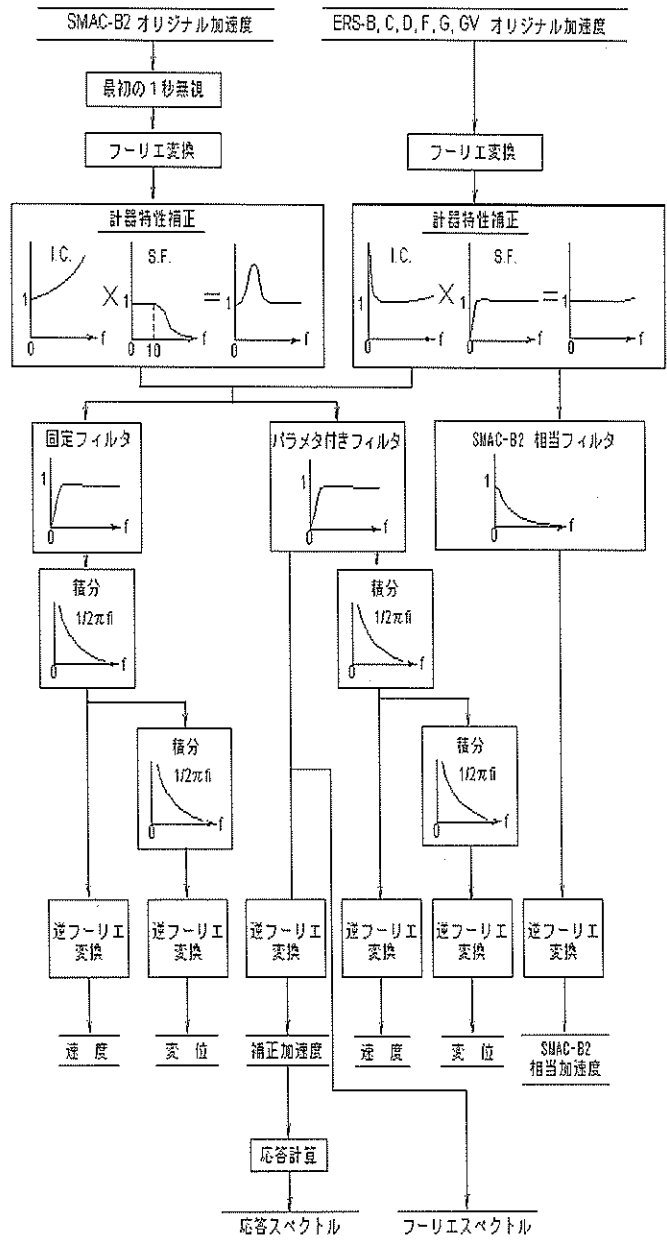 SMAC-B2 オリジナル加速度
ERS-B, C, D, F, G, GV オリジナル加速度
最初の1秒無視
フーリエ変換
フーリエ変換
計器特性補正
I.C.
S.F.
1
×
1
=
1
f
f
f
0
0
10
0
計器特性補正
I.C.
S.F.
1
×
1
=
1
f
f
f
0
0
0
固定フィルタ
1
f
0
パラメタ付きフィルタ
1
f
0
SMAC-B2 相当フィルタ
1
f
0
積分
1/2πfi
f
0
積分
1/2πfi
f
0
積分
1/2πfi
f
0
積分
1/2πfi
f
0
逆フーリエ
変換
逆フーリエ
変換
逆フーリエ
変換
逆フーリエ
変換
逆フーリエ
変換
逆フーリエ
変換
速 度
変 位
補正加速度
速 度
変 位
SMAC-B2
相当加速度
応答計算
応答スペクトル
フーリエスペクトル